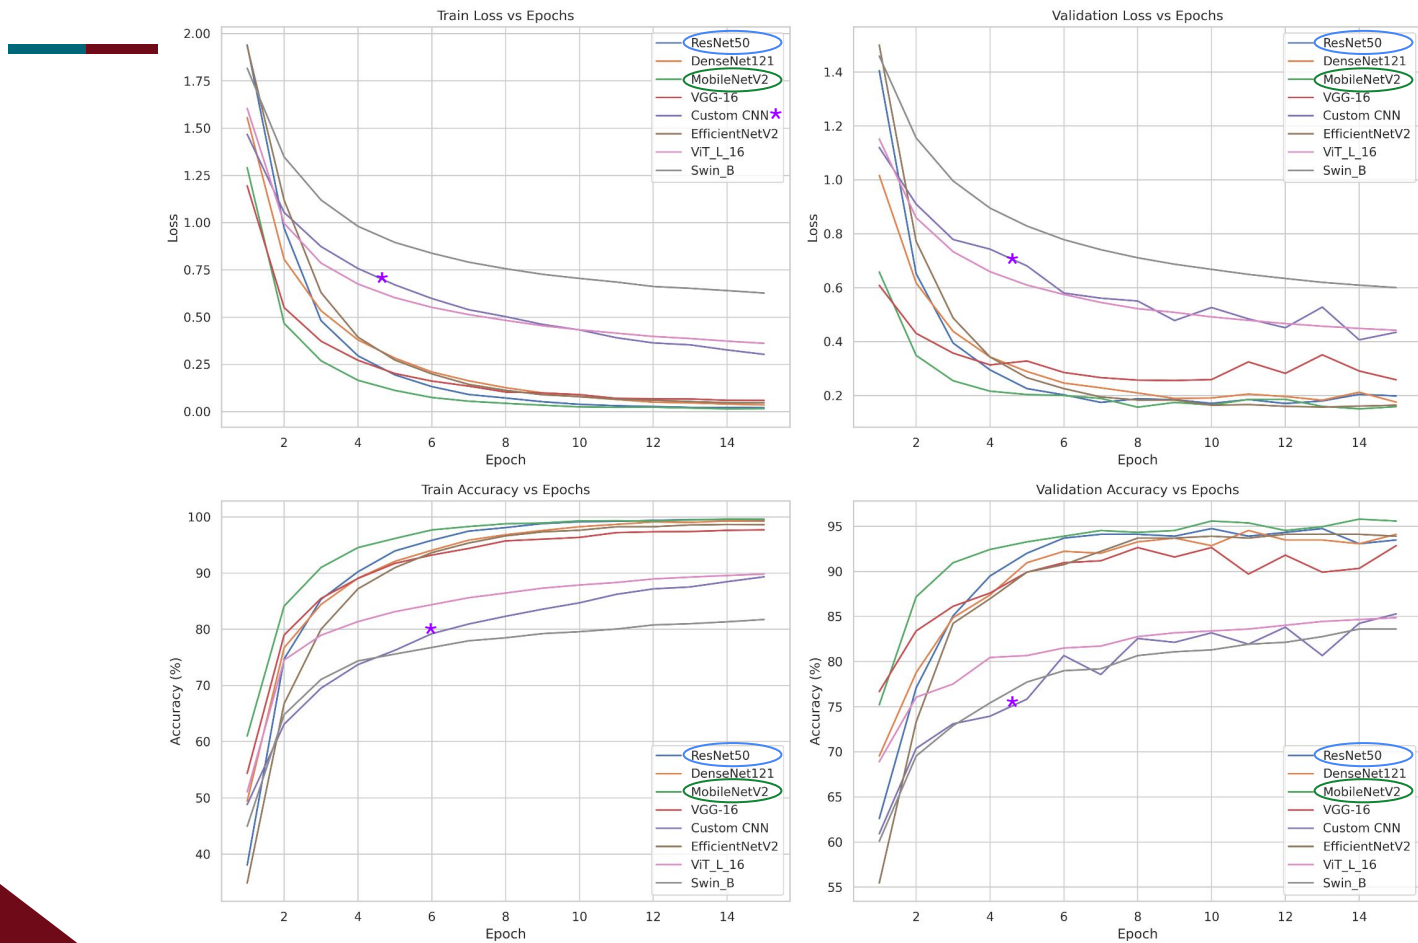 Train Loss vs Epochs
2.00
1.75
1.50
1.25
1.00
0.75
0.50
0.25
0.00
Loss
2
4
6
8
10
12
14
Epoch
ResNet50
DenseNet121
MobileNetV2
VGG-16
Custom CNN
EfficientNetV2
ViT_L_16
Swin_B
Validation Loss vs Epochs
1.4
1.2
1.0
0.8
0.6
0.4
0.2
Loss
2
4
6
8
10
12
14
Epoch
ResNet50
DenseNet121
MobileNetV2
VGG-16
Custom CNN
EfficientNetV2
ViT_L_16
Swin_B
Train Accuracy vs Epochs
100
90
80
70
60
50
40
Accuracy (%)
2
4
6
8
10
12
14
Epoch
ResNet50
DenseNet121
MobileNetV2
VGG-16
Custom CNN
EfficientNetV2
ViT_L_16
Swin_B
Validation Accuracy vs Epochs
95
90
85
80
75
70
65
60
55
Accuracy (%)
2
4
6
8
10
12
14
Epoch
ResNet50
DenseNet121
MobileNetV2
VGG-16
Custom CNN
EfficientNetV2
ViT_L_16
Swin_B